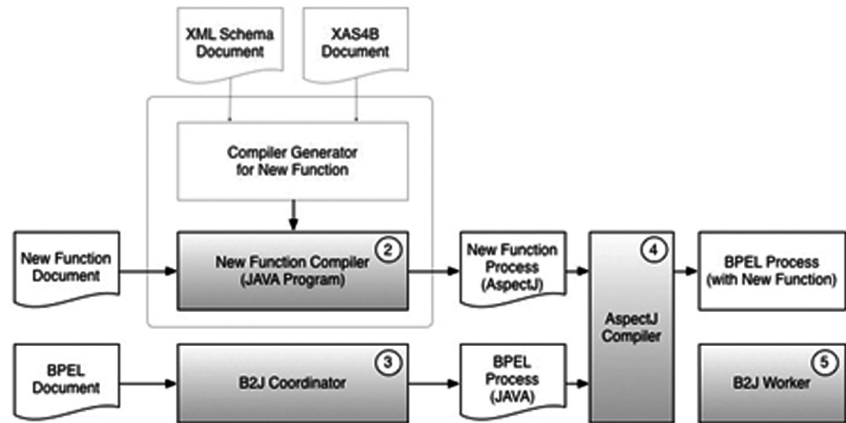 XML Schema
Document
XAS4B
Document
Compiler Generator
for New Function
New Function
Document
New Function Compiler
(JAVA Program)
2
New Function
Process
(AspectJ)
4
AspectJ
Compiler
BPEL Process
(with New Function)
BPEL
Document
B2J Coordinator
3
BPEL
Process
(JAVA)
B2J Worker
5